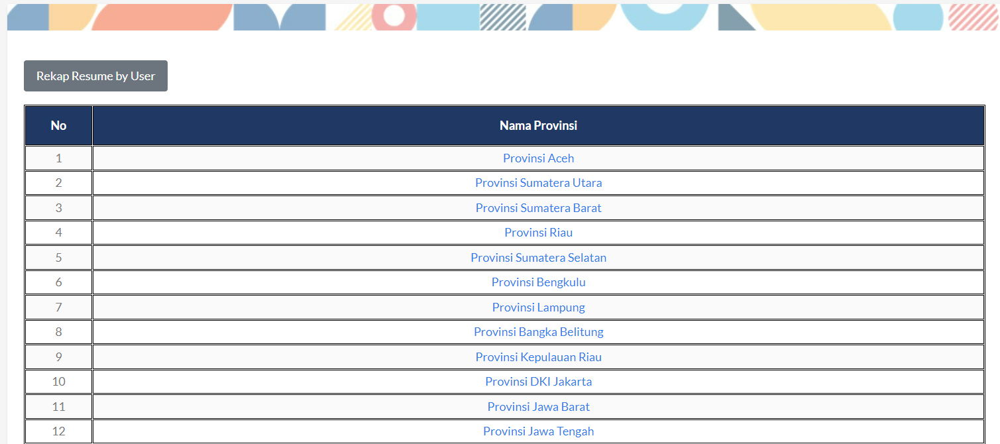 Rekap Resume by User
No Nama Provinsi
1 Provinsi Aceh
2 Provinsi Sumatera Utara
3 Provinsi Sumatera Barat
4 Provinsi Riau
5 Provinsi Sumatera Selatan
6 Provinsi Bengkulu
7 Provinsi Lampung
8 Provinsi Bangka Belitung
9 Provinsi Kepulauan Riau
10 Provinsi DKI Jakarta
11 Provinsi Jawa Barat
12 Provinsi Jawa Tengah